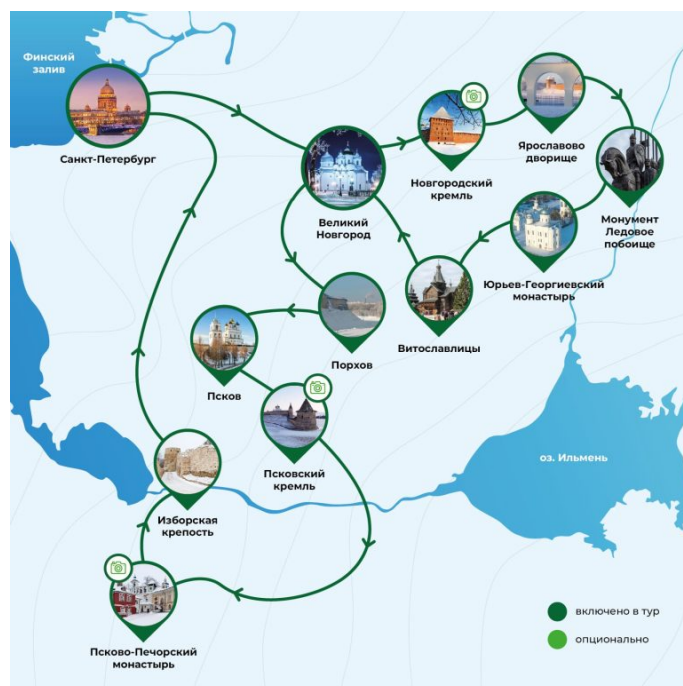 Финский
залив
Санкт-Петербург
Великий
Новгород
Новгородский
кремль
Ярославово
дворище
Монумент
Ледовое
побоище
Юрьев-Георгиевский
монастырь
Витославлицы
Порхов
Псков
Псковский
кремль
оз. Ильмень
Изборская
крепость
Псково-Печорский
монастырь
включено в тур
опционально